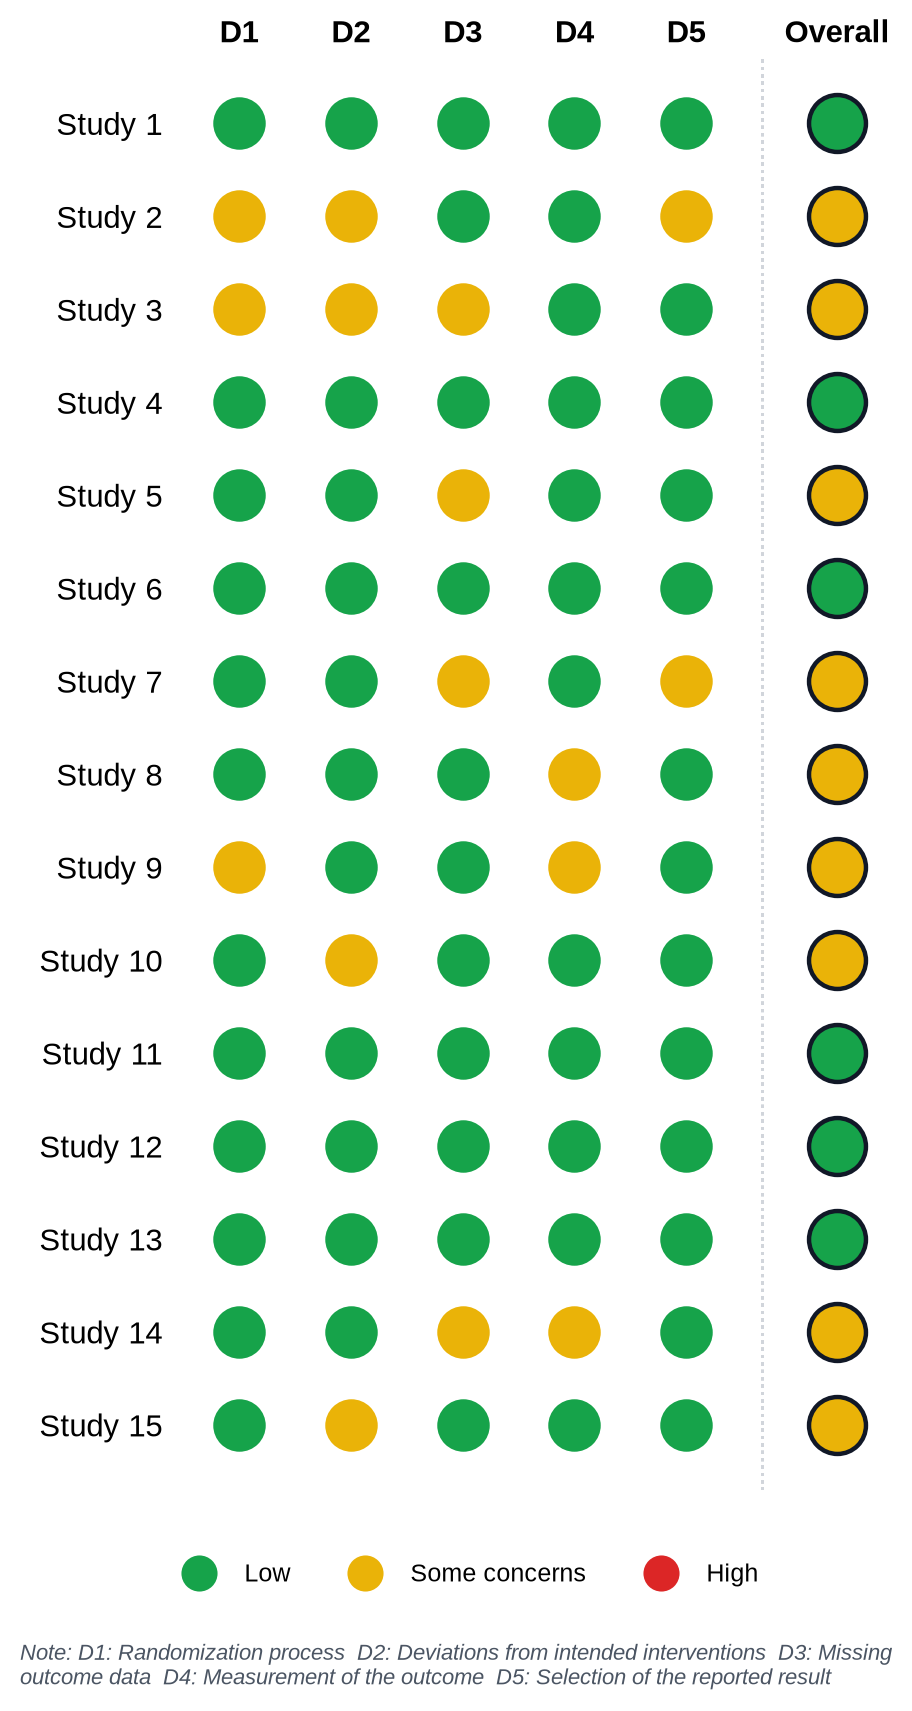 D1 D2 D3 D4 D5 Overall
Study 1
Study 2
Study 3
Study 4
Study 5
Study 6
Study 7
Study 8
Study 9
Study 10
Study 11
Study 12
Study 13
Study 14
Study 15
Low Some concerns High
Note: D1: Randomization process  D2: Deviations from intended interventions  D3: Missing
outcome data  D4: Measurement of the outcome  D5: Selection of the reported result